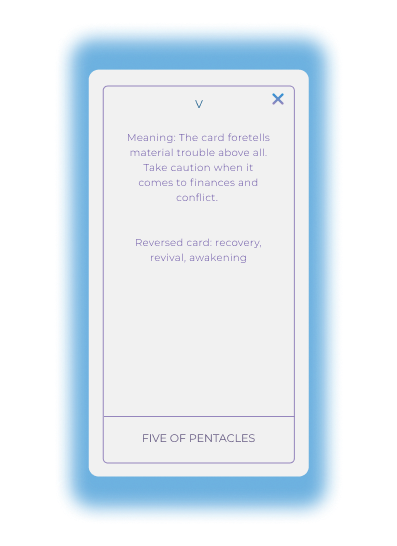 V
Meaning: The card foretells
material trouble above all.
Take caution when it
comes to finances and
conflict.
Reversed card: recovery,
revival, awakening
FIVE OF PENTACLES